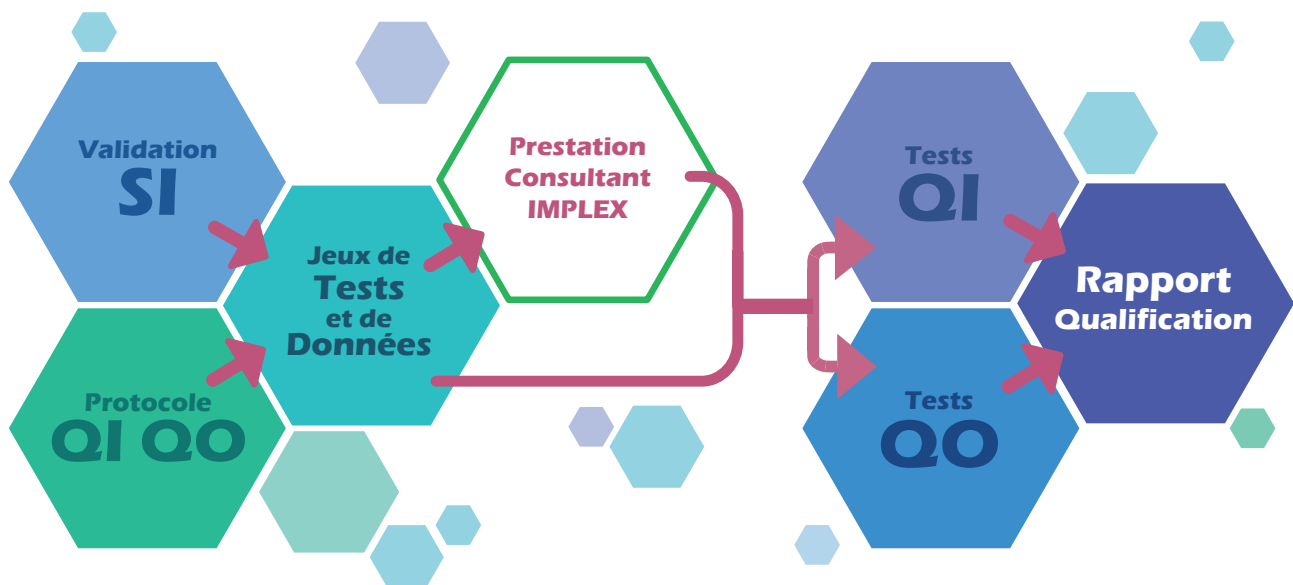 Validation
SI
Protocole
QI QO
Jeux de
Tests
et de
Données
Prestation
Consultant
IMPLEX
Tests
QI
Tests
QO
Rapport
Qualification